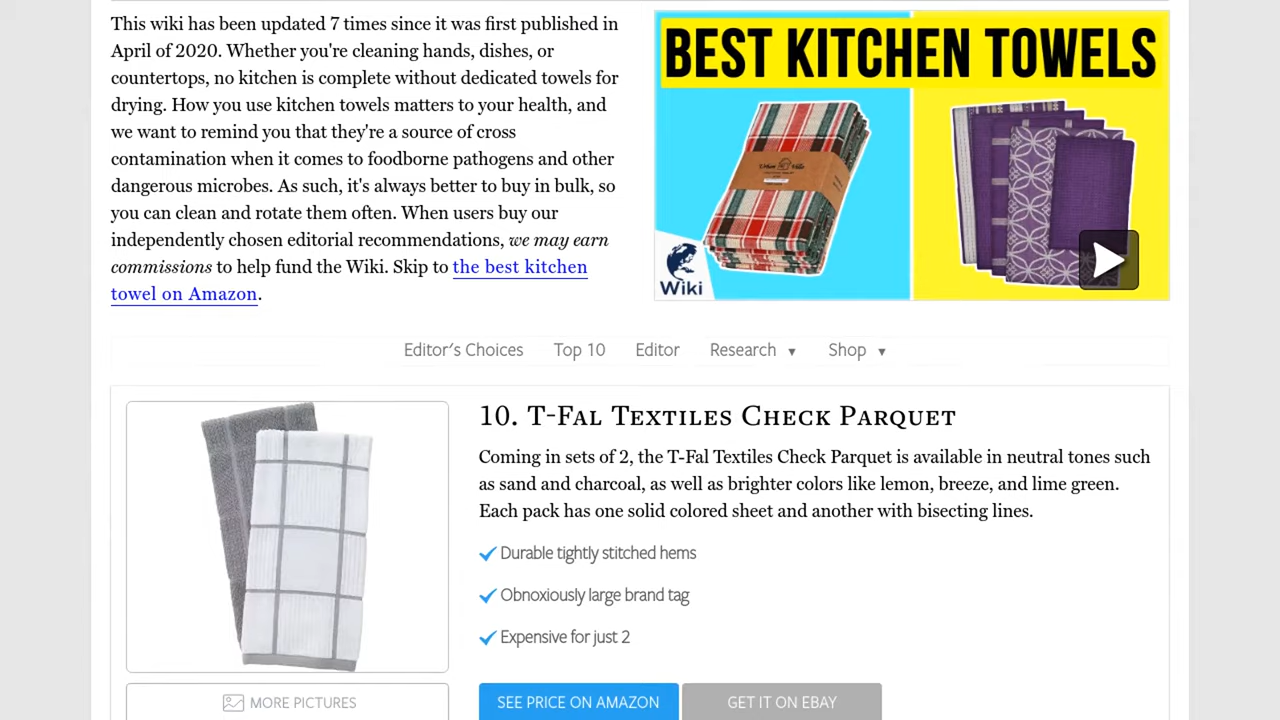 This wiki has been updated 7 times since it was first published in
April of 2020. Whether you're cleaning hands, dishes, or
countertops, no kitchen is complete without dedicated towels for
drying. How you use kitchen towels matters to your health, and
we want to remind you that they're a source of cross
contamination when it comes to foodborne pathogens and other
dangerous microbes. As such, it's always better to buy in bulk, so
you can clean and rotate them often. When users buy our
independently chosen editorial recommendations, we may earn
commissions to help fund the Wiki. Skip to the best kitchen
towel on Amazon.
BEST KITCHEN TOWELS
Wiki
Editor's Choices Top 10 Editor Research ▼ Shop ▼
10. T-Fal Textiles Check Parquet
Coming in sets of 2, the T-Fal Textiles Check Parquet is available in neutral tones such
as sand and charcoal, as well as brighter colors like lemon, breeze, and lime green.
Each pack has one solid colored sheet and another with bisecting lines.
Durable tightly stitched hems
Obnoxiously large brand tag
Expensive for just 2
MORE PICTURES
SEE PRICE ON AMAZON
GET IT ON EBAY